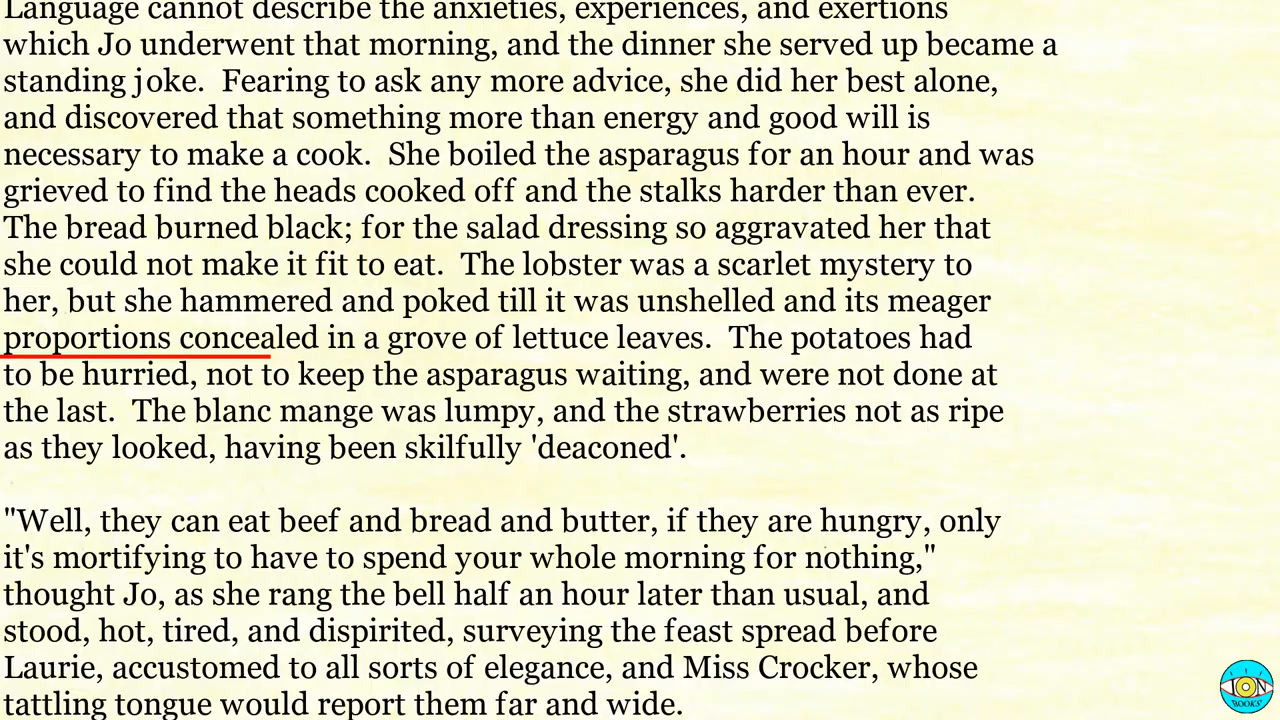 Language cannot describe the anxieties, experiences, and exertions
which Jo underwent that morning, and the dinner she served up became a
standing joke.  Fearing to ask any more advice, she did her best alone,
and discovered that something more than energy and good will is
necessary to make a cook.  She boiled the asparagus for an hour and was
grieved to find the heads cooked off and the stalks harder than ever.
The bread burned black; for the salad dressing so aggravated her that
she could not make it fit to eat.  The lobster was a scarlet mystery to
her, but she hammered and poked till it was unshelled and its meager
proportions concealed in a grove of lettuce leaves.  The potatoes had
to be hurried, not to keep the asparagus waiting, and were not done at
the last.  The blanc mange was lumpy, and the strawberries not as ripe
as they looked, having been skilfully 'deaconed'.
"Well, they can eat beef and bread and butter, if they are hungry, only
it's mortifying to have to spend your whole morning for nothing,"
thought Jo, as she rang the bell half an hour later than usual, and
stood, hot, tired, and dispirited, surveying the feast spread before
Laurie, accustomed to all sorts of elegance, and Miss Crocker, whose
tattling tongue would report them far and wide.
ION
BOOKS